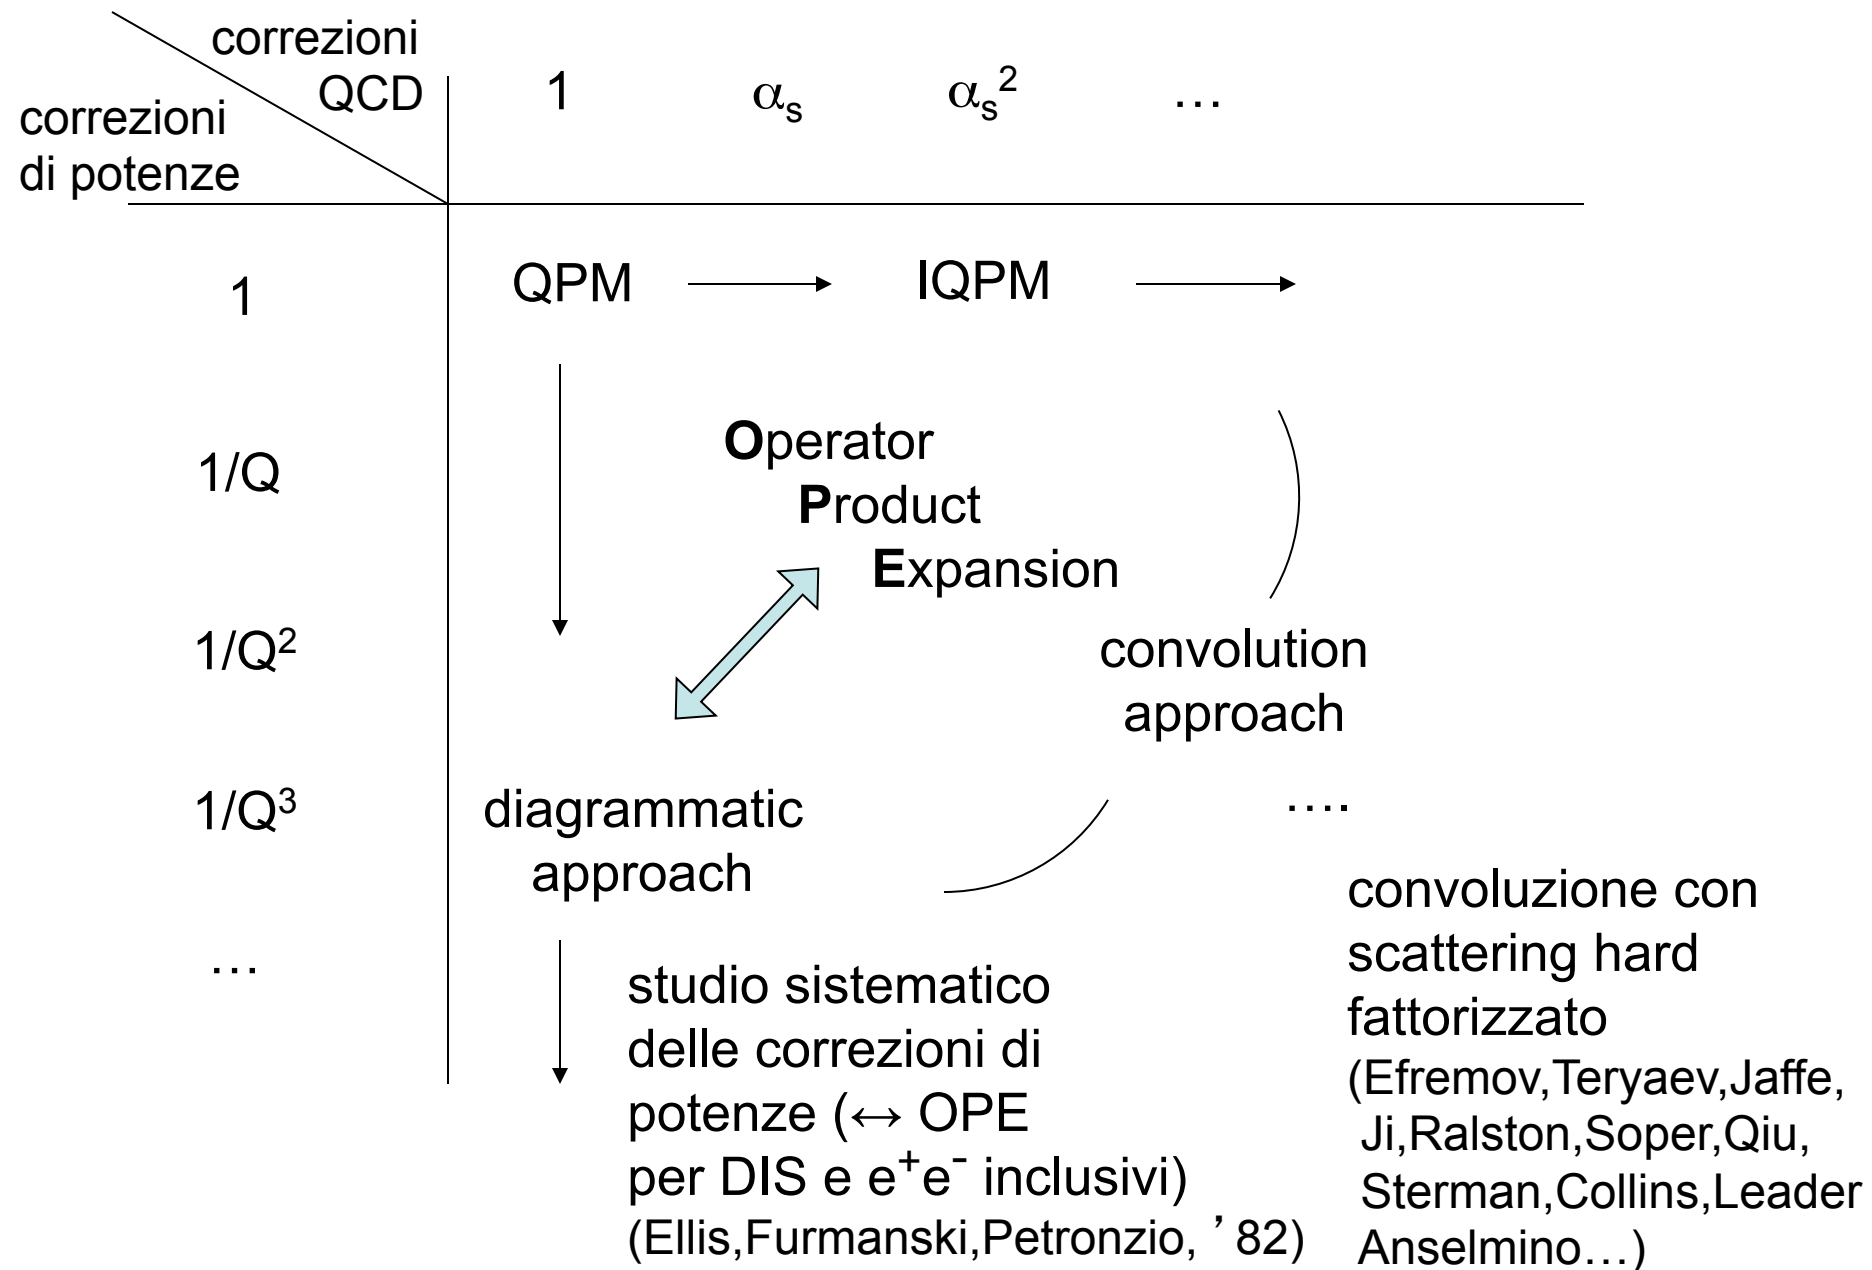 correzioni
QCD
correzioni
di potenze
1 αs αs² …
1 QPM IQPM
1/Q
1/Q²
1/Q³
…
Operator
Product
Expansion
convolution
approach
….
diagrammatic
approach
studio sistematico
delle correzioni di
potenze (↔ OPE
per DIS e e⁺e⁻ inclusivi)
(Ellis,Furmanski,Petronzio, ’82)
convoluzione con
scattering hard
fattorizzato
(Efremov,Teryaev,Jaffe,
Ji,Ralston,Soper,Qiu,
Sterman,Collins,Leader
Anselmino…)